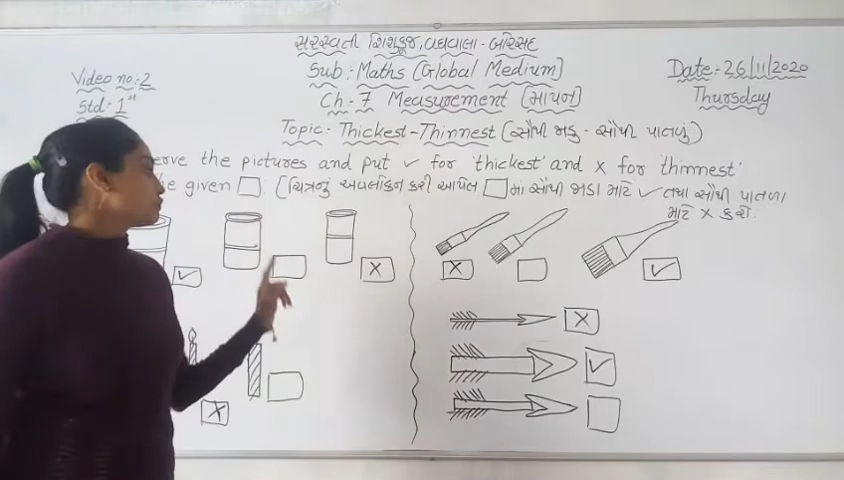 સરસ્વતી શિશુકુંજ, વઘવાલા - બોરસદ
Video no:-2
Sub:- Maths [Global Medium]
Date:- 26/11/2020
Std:- 1st
Ch:- 7 Measurement [માપન]
Thursday
Topic:- Thickest-Thinnest (સૌથી જાડુ - સૌથી પાતળું)
the pictures and put ✓ for 'thickest' and x for 'thinnest'
given □. [ચિત્રનું અવલોકન કરી આપેલ □ માં સૌથી જાડા માટે ✓ તથા સૌથી પાતળા
માટે x કરો.